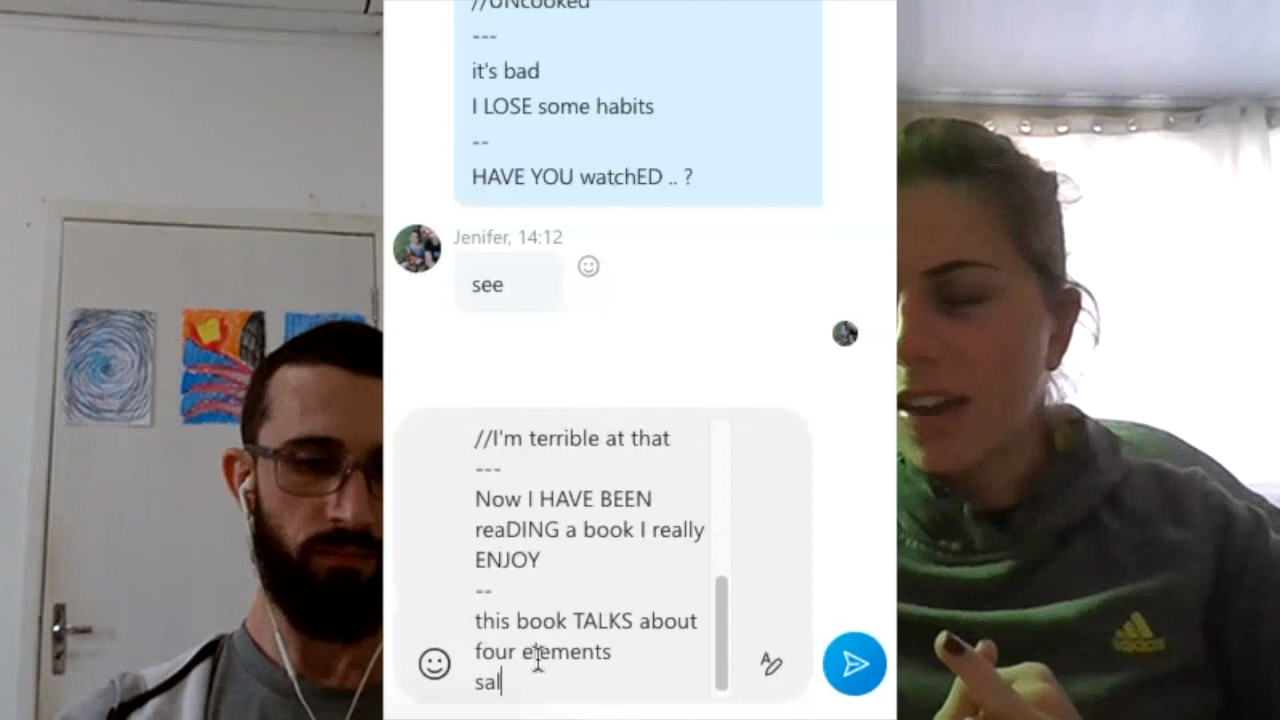 //UNcooked
---
it's bad
I LOSE some habits
--
HAVE YOU watchED .. ?
Jenifer, 14:12
see
//I'm terrible at that
---
Now I HAVE BEEN
reaDING a book I really
ENJOY
--
this book TALKS about
four elements
sal
adidas